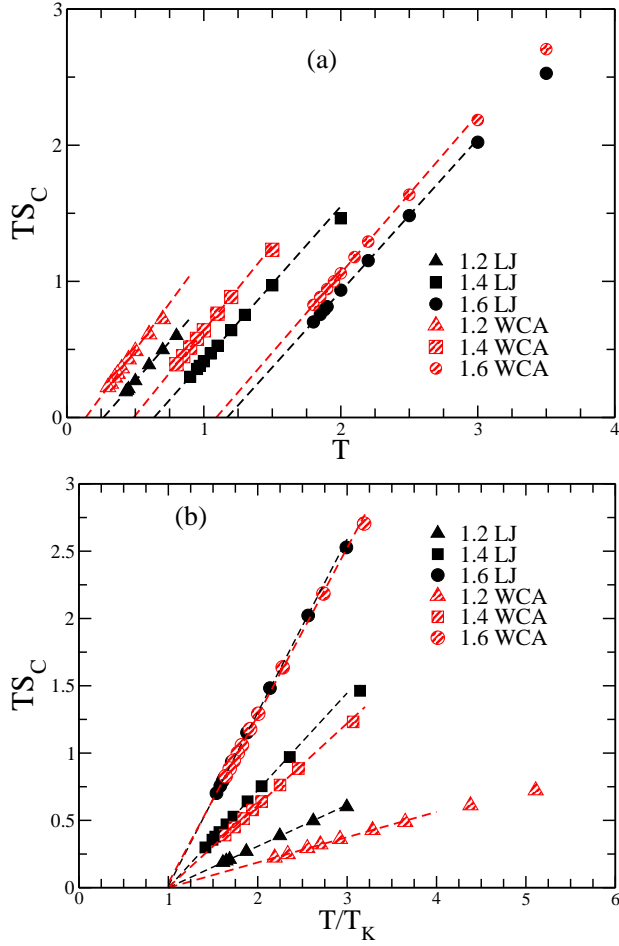 (a)
3
2
1
0
TS_C
1.2 LJ
1.4 LJ
1.6 LJ
1.2 WCA
1.4 WCA
1.6 WCA
0 1 2 3 4
T
(b)
3
2.5
2
1.5
1
0.5
0
TS_C
1.2 LJ
1.4 LJ
1.6 LJ
1.2 WCA
1.4 WCA
1.6 WCA
1 2 3 4 5 6
T/T_K